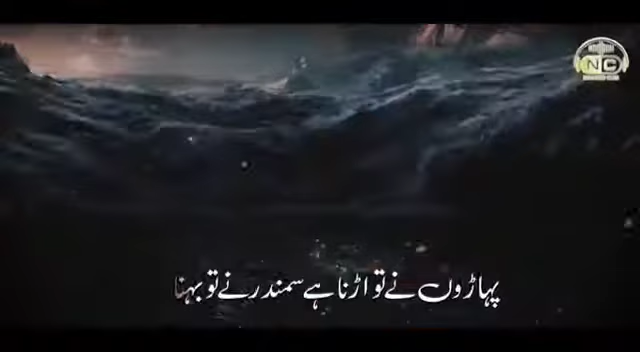 NC
پہاڑوں نے تو اڑنا ہے سمندر نے تو بہنا